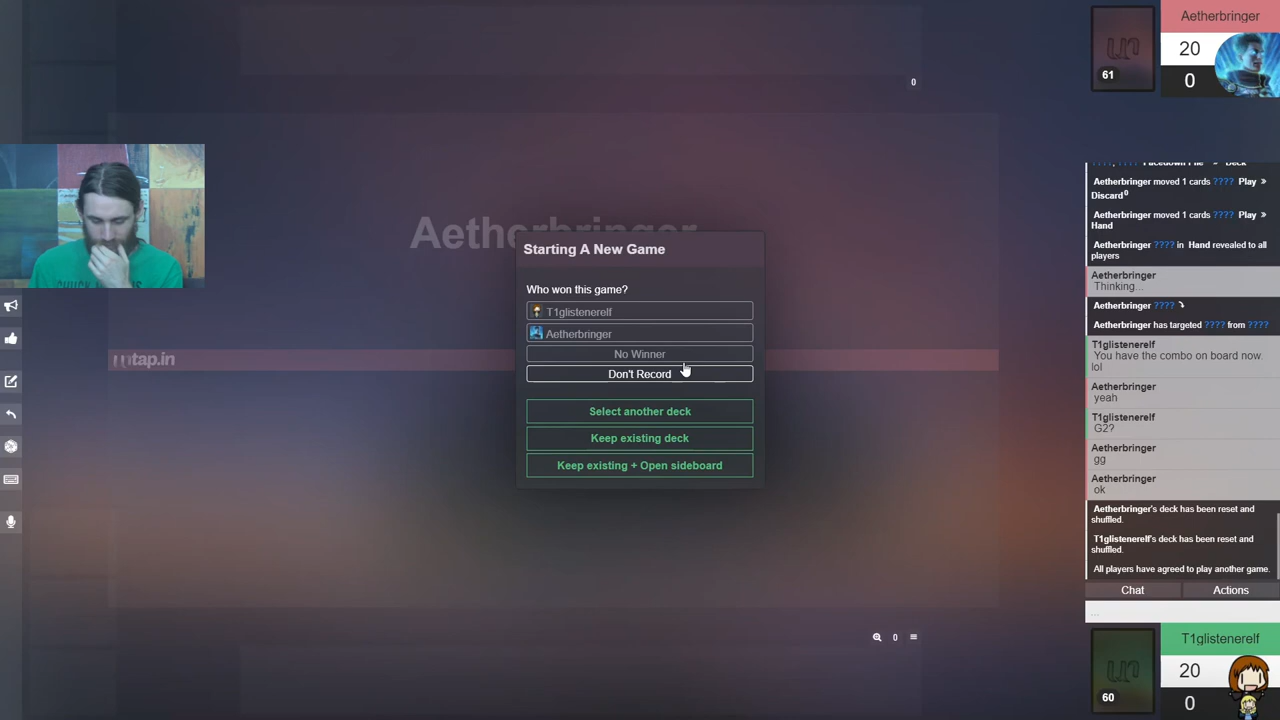 Aetherbringer
20
61
0
0
Facedown Pile » Deck
Aetherbringer moved 1 cards ???? Play »
Discard0
Aetherbringer moved 1 cards ???? Play »
Hand
Aetherbringer ???? in Hand revealed to all
players
Aetherbringer
Thinking...
Aetherbringer ????
Aetherbringer has targeted ???? from ????
T1glistenerelf
You have the combo on board now.
lol
Aetherbringer
yeah
T1glistenerelf
G2?
Aetherbringer
gg
Aetherbringer
ok
Aetherbringer's deck has been reset and
shuffled.
T1glistenerelf's deck has been reset and
shuffled.
All players have agreed to play another game.
Chat
Actions
...
Aetherbringer
Starting A New Game
Who won this game?
T1glistenerelf
Aetherbringer
No Winner
Don't Record
Select another deck
Keep existing deck
Keep existing + Open sideboard
untap.in
0
T1glistenerelf
20
60
0